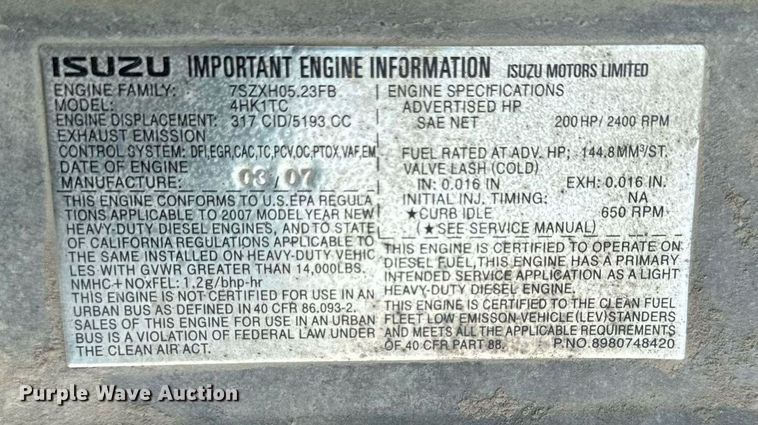 ISUZU IMPORTANT ENGINE INFORMATION ISUZU MOTORS LIMITED
ENGINE FAMILY: 7SZXH05.23FB
MODEL: 4HK1TC
ENGINE DISPLACEMENT: 317 CID/5193 CC
EXHAUST EMISSION
CONTROL SYSTEM: DFI,EGR,CAC,TC,PCV,OC,PTOX,VAF,EM
DATE OF ENGINE
MANUFACTURE: 03/07
THIS ENGINE CONFORMS TO U.S.EPA REGULA
TIONS APPLICABLE TO 2007 MODEL YEAR NEW
HEAVY-DUTY DIESEL ENGINES, AND TO STATE
OF CALIFORNIA REGULATIONS APPLICABLE TO
THE SAME INSTALLED ON HEAVY-DUTY VEHIC
LES WITH GVWR GREATER THAN 14,000LBS.
NMHC+NOxFEL: 1,2g/bhp-hr
THIS ENGINE IS NOT CERTIFIED FOR USE IN AN
URBAN BUS AS DEFINED IN 40 CFR 86.093-2.
SALES OF THIS ENGINE FOR USE IN AN URBAN
BUS IS A VIOLATION OF FEDERAL LAW UNDER
THE CLEAN AIR ACT.
ENGINE SPECIFICATIONS
ADVERTISED HP
SAE NET 200 HP/ 2400 RPM
FUEL RATED AT ADV. HP; 144.8MM³/ST.
VALVE LASH (COLD)
IN: 0.016 IN. EXH: 0.016 IN.
INITIAL INJ. TIMING: NA
★CURB IDLE 650 RPM
(★SEE SERVICE MANUAL)
THIS ENGINE IS CERTIFIED TO OPERATE ON
DIESEL FUEL,THIS ENGINE HAS A PRIMARY
INTENDED SERVICE APPLICATION AS A LIGHT
HEAVY-DUTY DIESEL ENGINE.
THIS ENGINE IS CERTIFIED TO THE CLEAN FUEL
FLEET LOW EMISSON-VEHICLE(LEV)STANDERS
AND MEETS ALL THE APPLICABLE REQUIREMENTS
OF 40 CFR PART 88. P.NO.8980748420
Purple Wave Auction